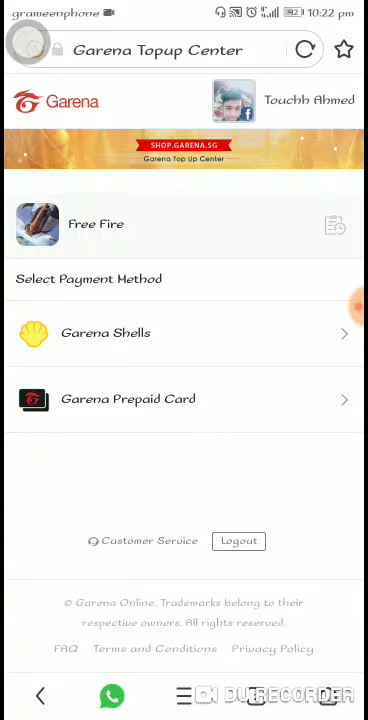 grameenphone 92 10:22 pm
Garena Topup Center
Garena Touchh Ahmed
SHOP.GARENA.SG
Garena Top Up Center
Free Fire
Select Payment Method
Garena Shells
Garena Prepaid Card
Customer Service Logout
© Garena Online. Trademarks belong to their
respective owners. All rights reserved.
FAQ Terms and Conditions Privacy Policy
DU RECORDER